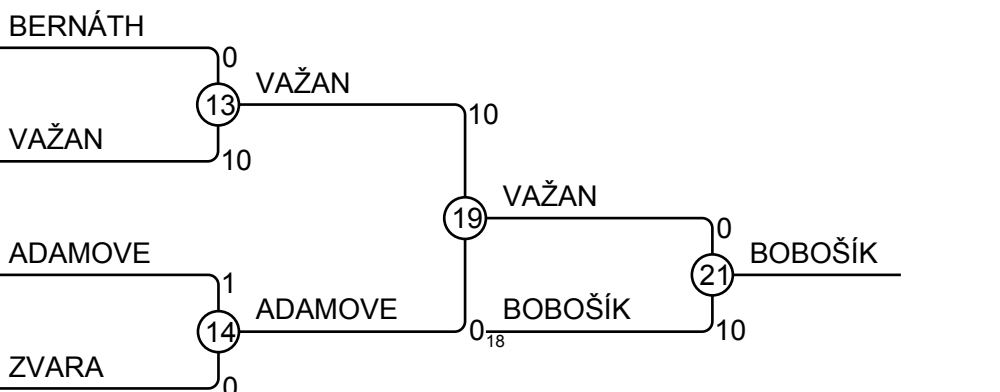 BERNÁTH
0
13
VAŽAN
10
VAŽAN
10
19
VAŽAN
0
ADAMOVE
21
BOBOŠÍK
1
14
ADAMOVE
0
18
BOBOŠÍK
10
ZVARA
0